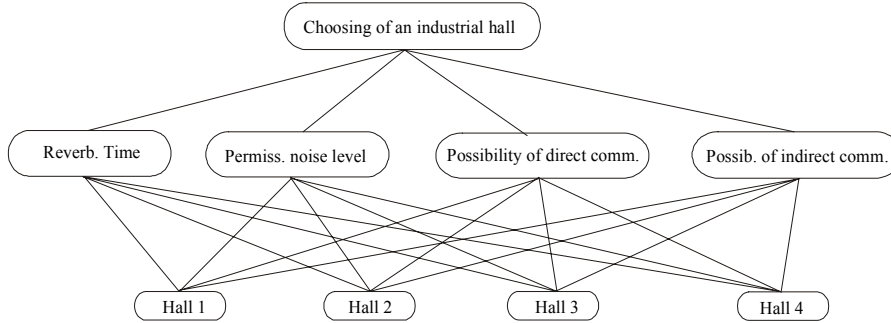 Choosing of an industrial hall
Reverb. Time
Permiss. noise level
Possibility of direct comm.
Possib. of indirect comm.
Hall 1
Hall 2
Hall 3
Hall 4